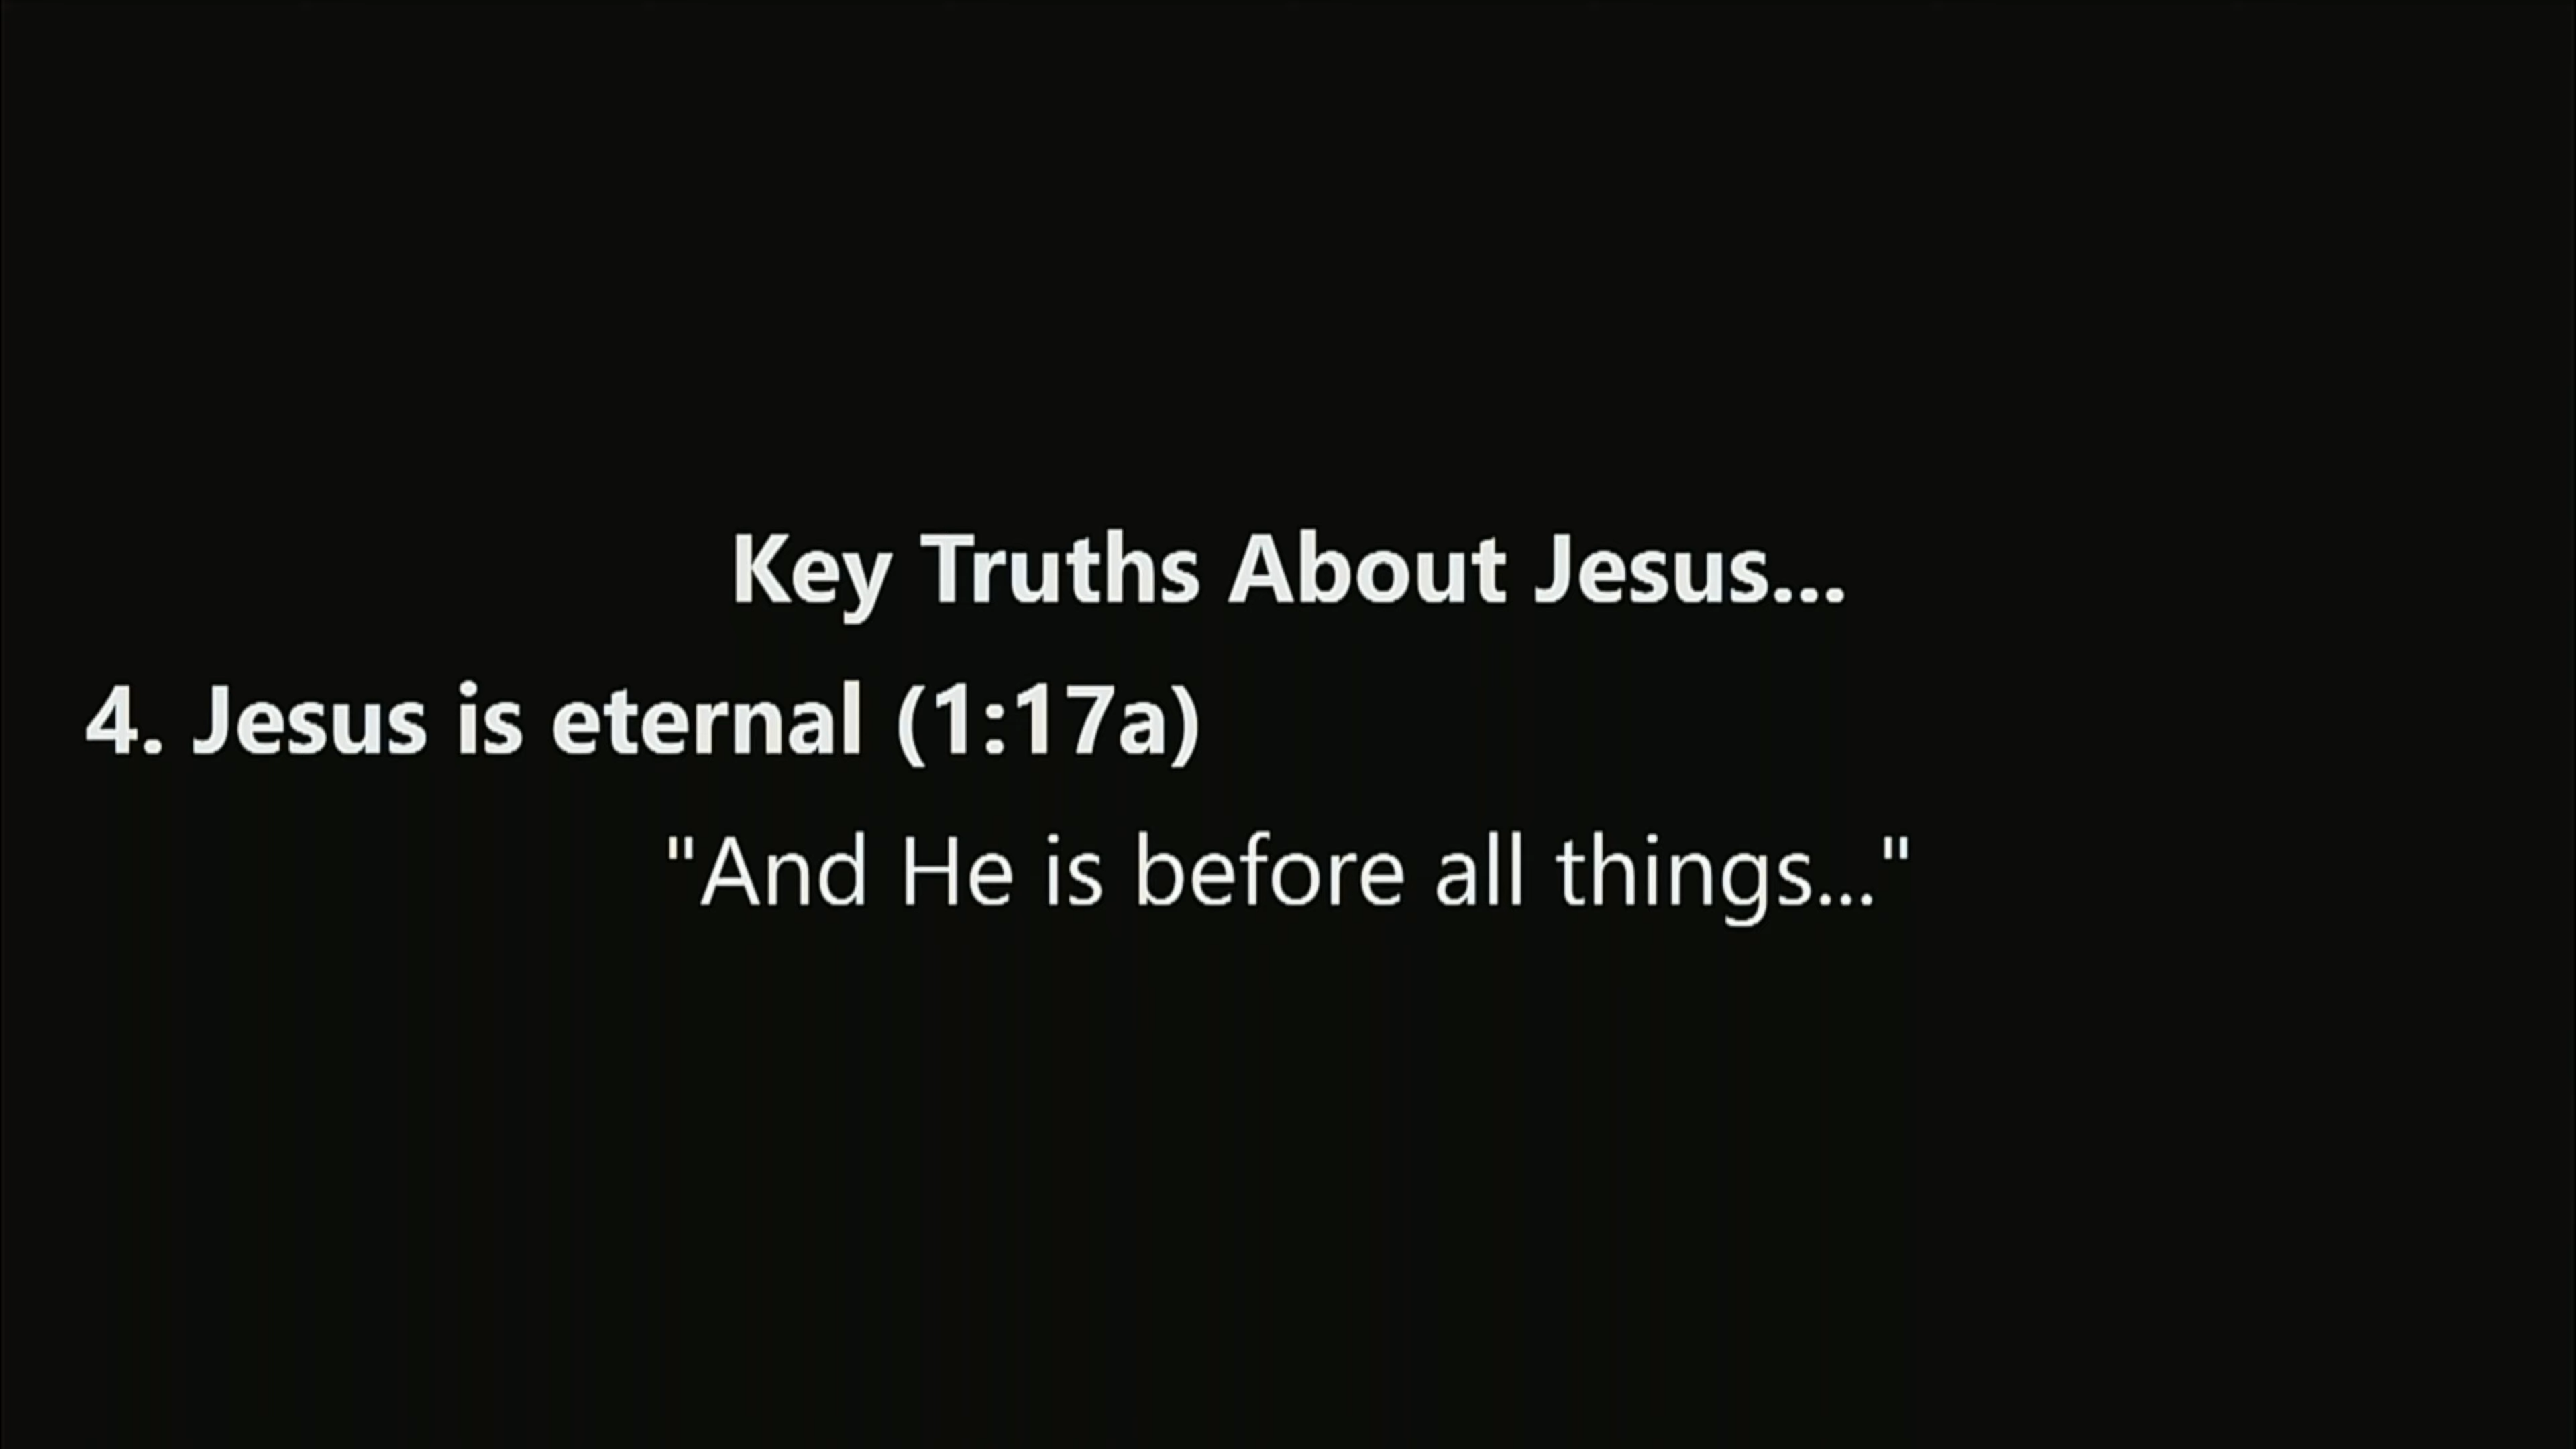 Key Truths About Jesus...
4. Jesus is eternal (1:17a)
"And He is before all things..."